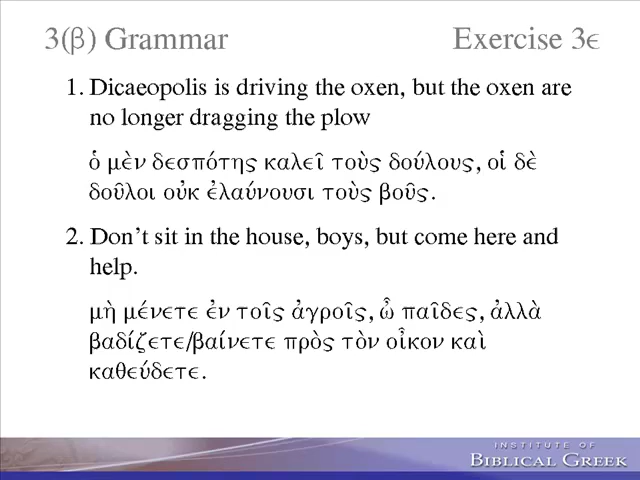 3(β) Grammar Exercise 3ϵ
1. Dicaeopolis is driving the oxen, but the oxen are
no longer dragging the plow
ὁ μὲν δεσπότης καλεῖ τοὺς δούλους, οἱ δὲ
δοῦλοι οὐκ ἐλαύνουσι τοὺς βοῦς.
2. Don't sit in the house, boys, but come here and
help.
μὴ μένετε ἐν τοῖς ἀγροῖς, ὦ παῖδες, ἀλλὰ
βαδίζετε/βαίνετε πρὸς τὸν οἶκον καὶ
καθεύδετε.
INSTITUTE OF
BIBLICAL GREEK